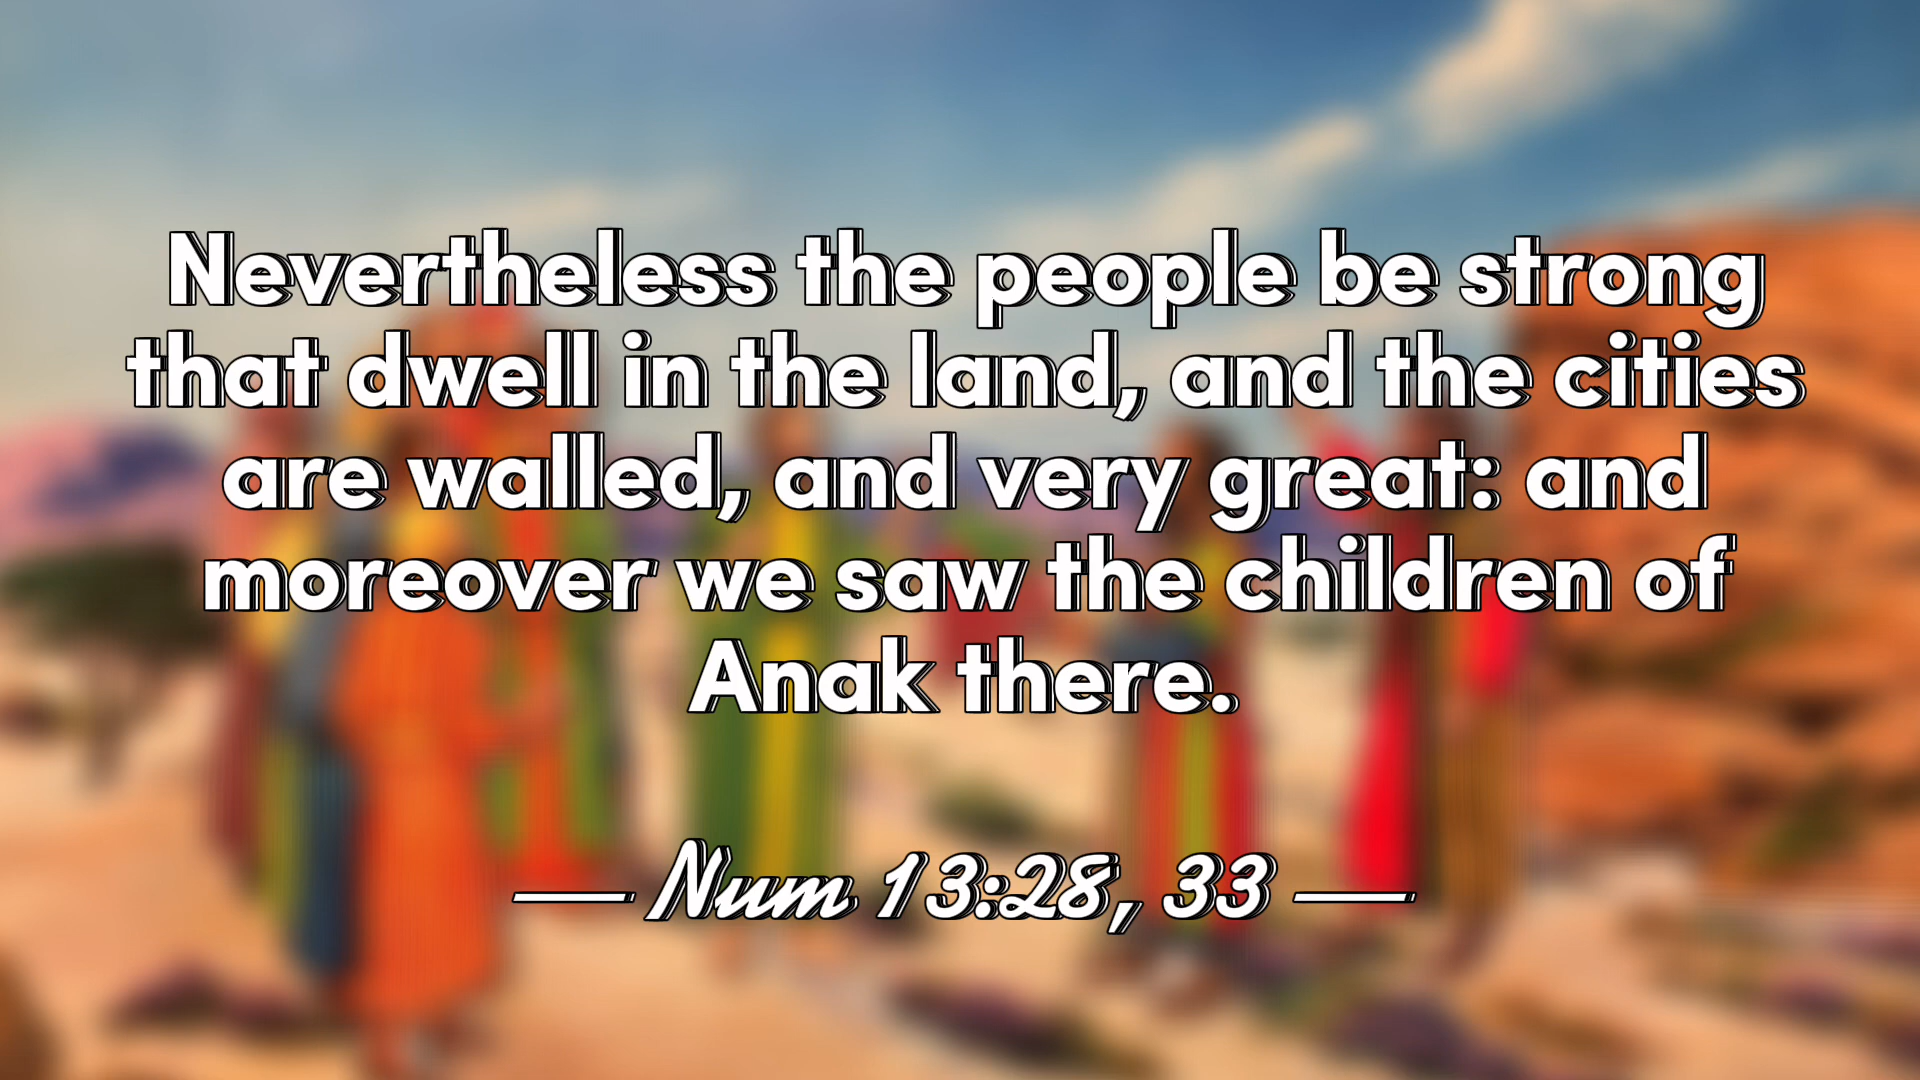 Nevertheless the people be strong
that dwell in the land, and the cities
are walled, and very great: and
moreover we saw the children of
Anak there.
— Num 13:28, 33 —